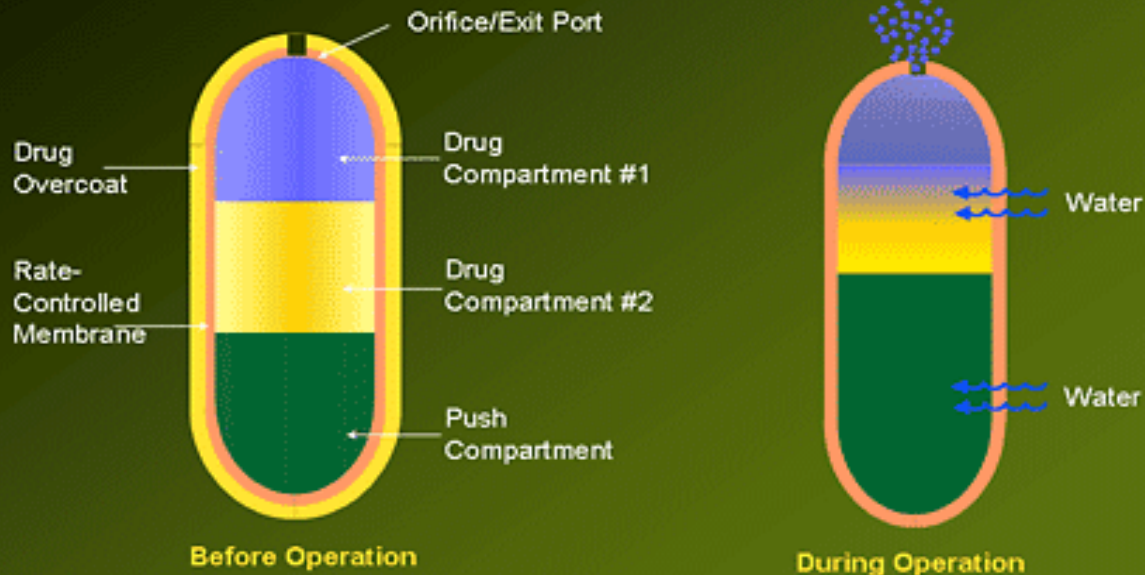 Orifice/Exit Port
Drug
Overcoat
Drug
Compartment #1
Rate-
Controlled
Membrane
Drug
Compartment #2
Push
Compartment
Before Operation
Water
Water
During Operation